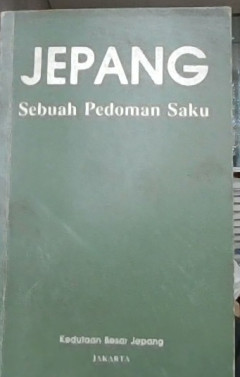 JEPANG
Sebuah Pedoman Saku
Kedutaan Besar Jepang
JAKARTA